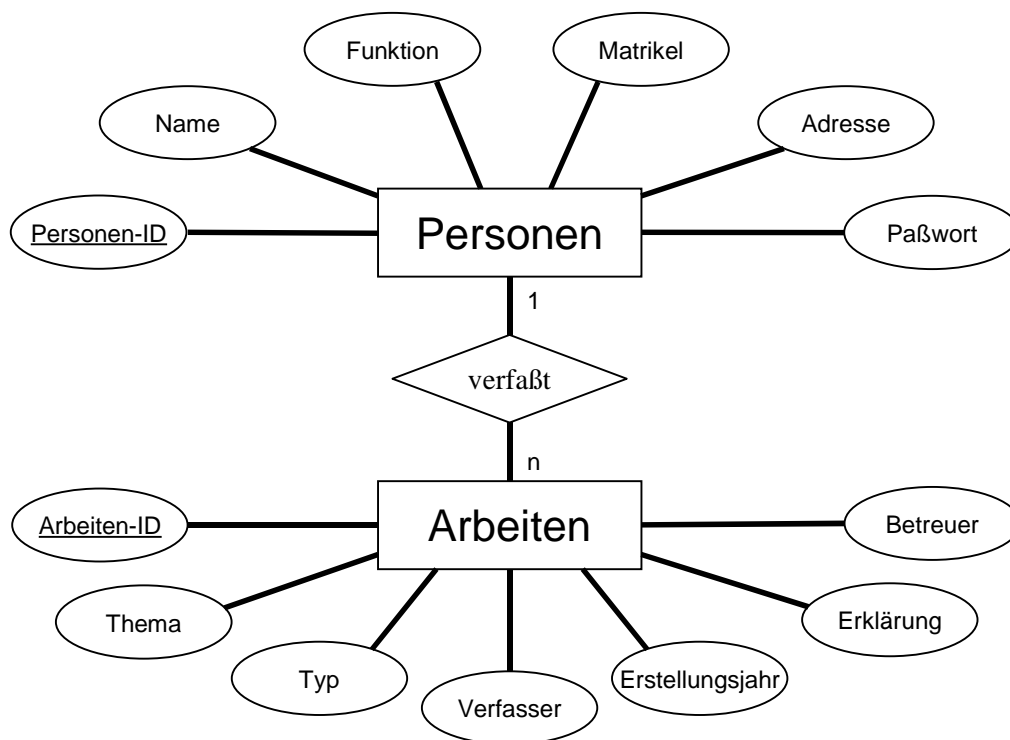 Funktion
Matrikel
Name
Adresse
Personen-ID
Personen
Paßwort
1
verfaßt
n
Arbeiten-ID
Arbeiten
Betreuer
Thema
Erklärung
Typ
Erstellungsjahr
Verfasser